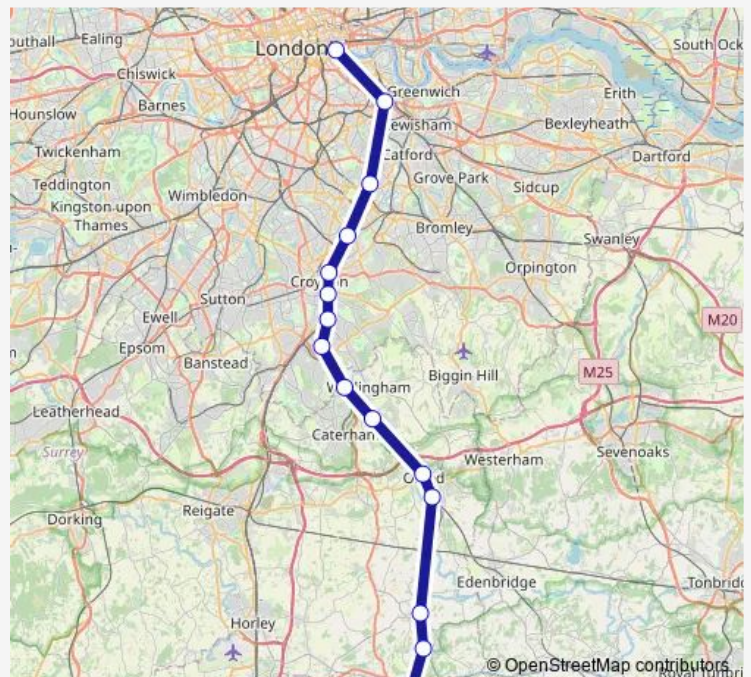 outhall
Ealing
London
South Ock
Chiswick
Greenwich
Erith
Hounslow
Barnes
ewisham
Bexleyheath
Twickenham
Catford
Dartford
Teddington
Grove Park
Sidcup
Wimbledon
Kingston upon
Thames
Bromley
Swanley
Orpington
Sutton
Ewell
M20
Epsom
Banstead
Biggin Hill
M25
Leatherhead
Caterham
Surrey
Westerham
Sevenoaks
Reigate
Dorking
Edenbridge
Tonbridg
Horley
© OpenStreetMap contributors